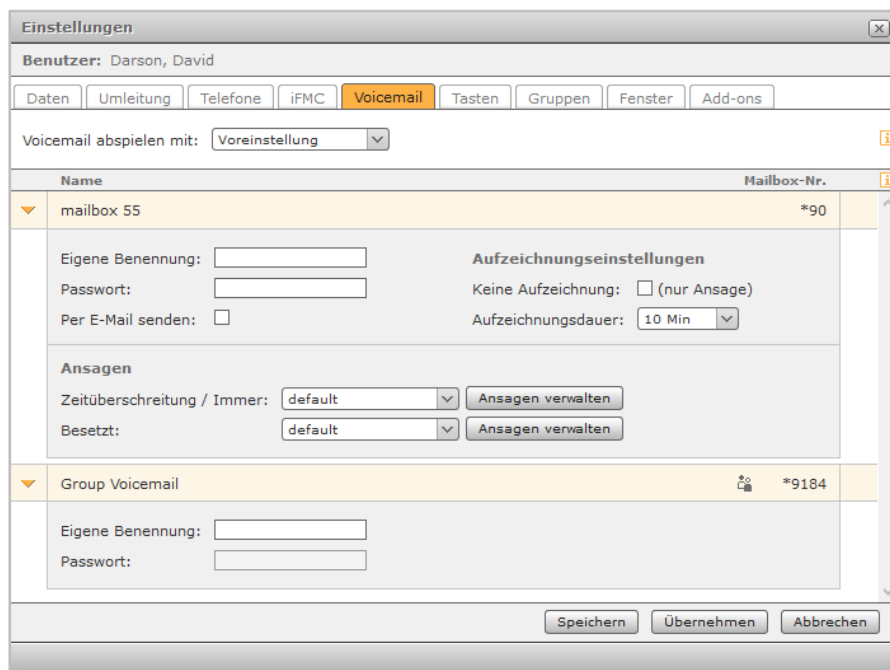 Einstellungen
Benutzer: Darson, David
Daten Umleitung Telefone iFMC Voicemail Tasten Gruppen Fenster Add-ons
Voicemail abspielen mit: Voreinstellung
Name Mailbox-Nr.
mailbox 55 *90
Eigene Benennung: Aufzeichnungseinstellungen
Passwort: Keine Aufzeichnung: (nur Ansage)
Per E-Mail senden: Aufzeichnungsdauer: 10 Min
Ansagen
Zeitüberschreitung / Immer: default Ansagen verwalten
Besetzt: default Ansagen verwalten
Group Voicemail *9184
Eigene Benennung:
Passwort:
Speichern Übernehmen Abbrechen